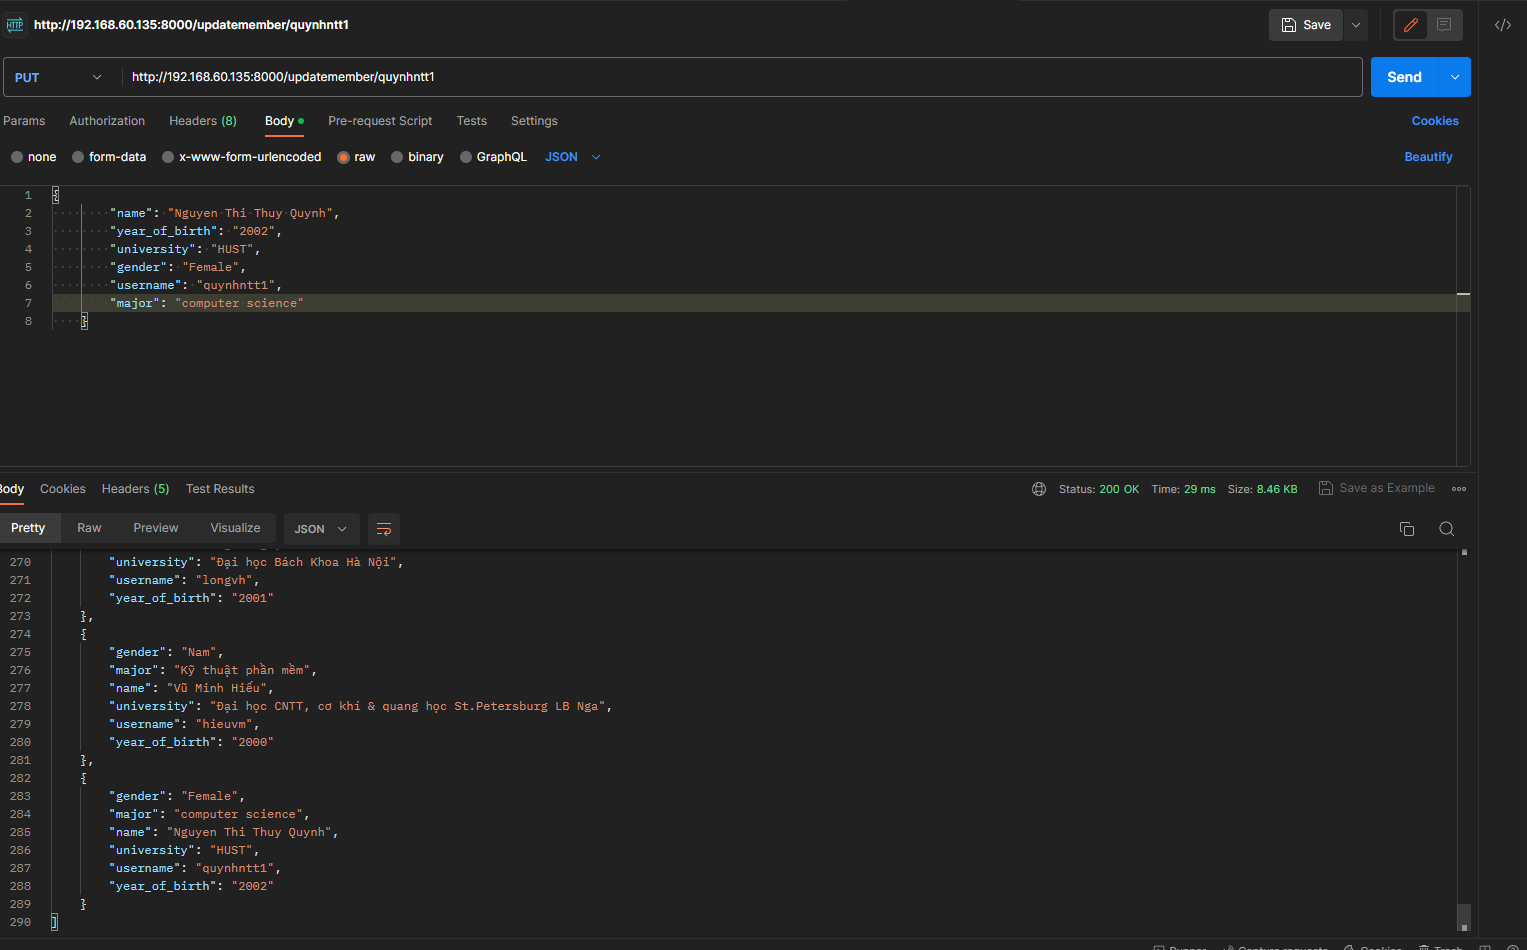 HTTP http://192.168.60.135:8000/updatemember/quynhntt1 Save </>
PUT http://192.168.60.135:8000/updatemember/quynhntt1 Send
Params Authorization Headers (8) Body Pre-request Script Tests Settings Cookies
none form-data x-www-form-urlencoded raw binary GraphQL JSON Beautify
1 {
2 "name": "Nguyen Thi Thuy Quynh",
3 "year_of_birth": "2002",
4 "university": "HUST",
5 "gender": "Female",
6 "username": "quynhntt1",
7 "major": "computer science"
8 }
Body Cookies Headers (5) Test Results Status: 200 OK Time: 29 ms Size: 8.46 KB Save as Example
Pretty Raw Preview Visualize JSON
270 "university": "Đại học Bách Khoa Hà Nội",
271 "username": "longvh",
272 "year_of_birth": "2001"
273 },
274 {
275 "gender": "Nam",
276 "major": "Kỹ thuật phần mềm",
277 "name": "Vũ Minh Hiếu",
278 "university": "Đại học CNTT, cơ khí & quang học St.Petersburg LB Nga",
279 "username": "hieuvm",
280 "year_of_birth": "2000"
281 },
282 {
283 "gender": "Female",
284 "major": "computer science",
285 "name": "Nguyen Thi Thuy Quynh",
286 "university": "HUST",
287 "username": "quynhntt1",
288 "year_of_birth": "2002"
289 }
290 ]
Runner Capture requests Cookies Trash